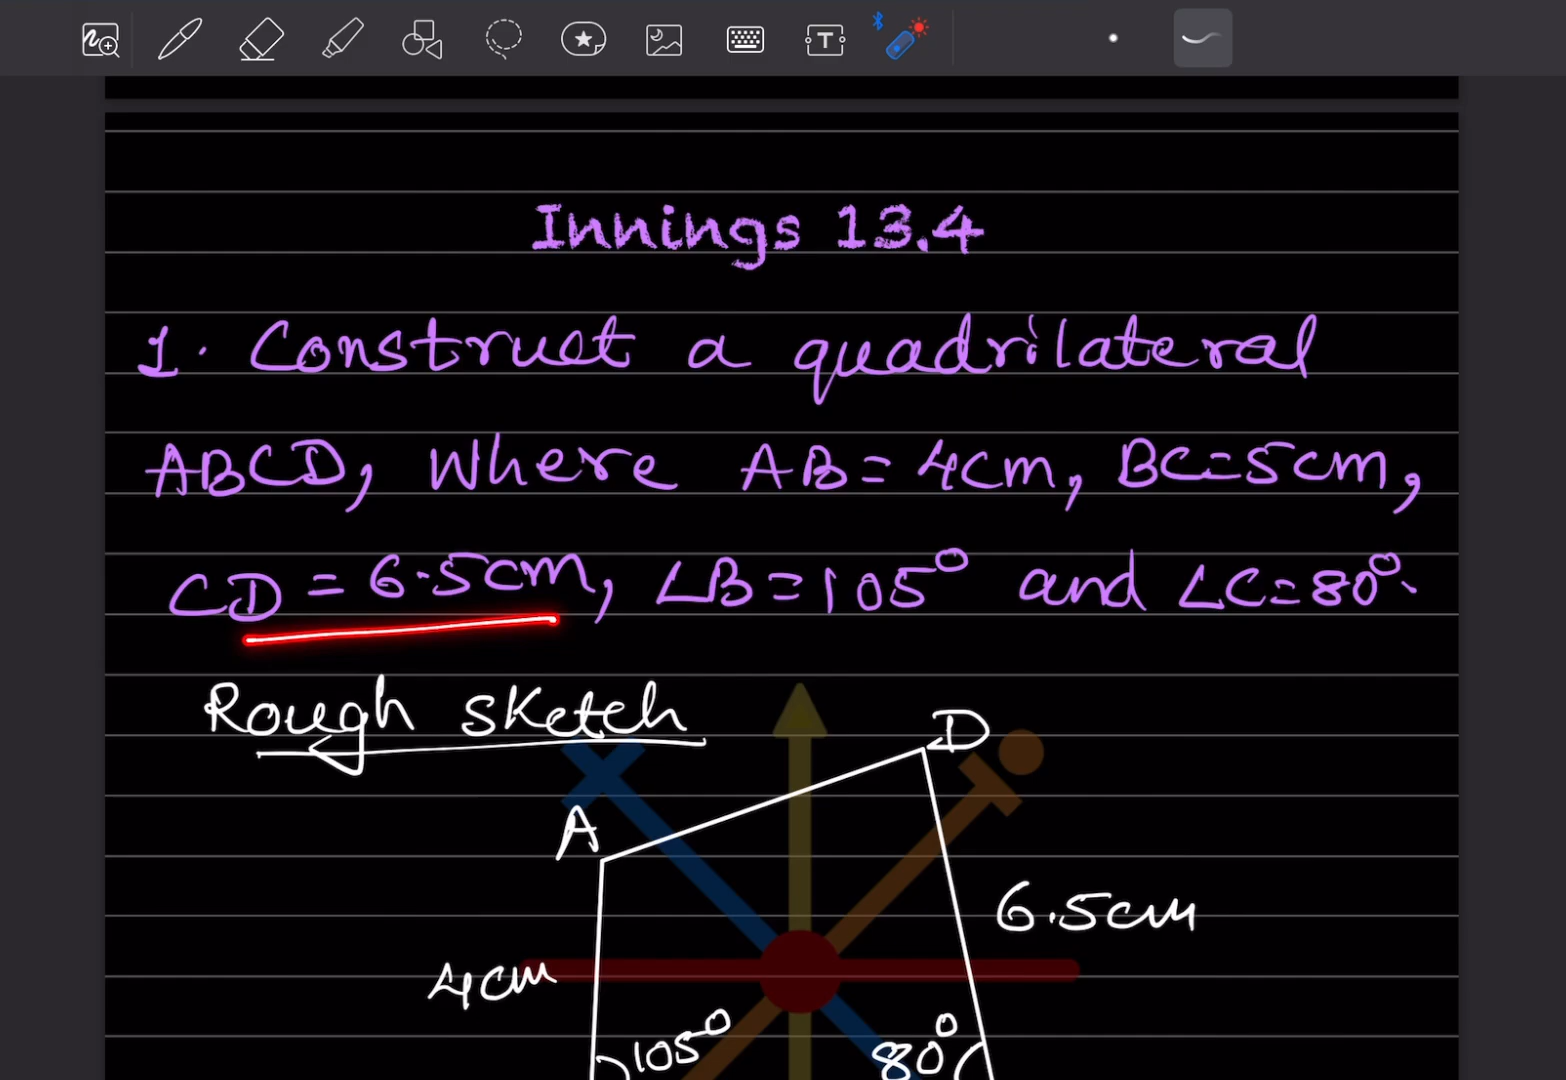 Innings 13.4
1. Construct a quadrilateral
ABCD, Where AB = 4cm, BC=5cm,
CD = 6.5cm, ∠B=105° and ∠C=80°.
Rough sketch
D
A
6.5cm
4cm
105°
80°